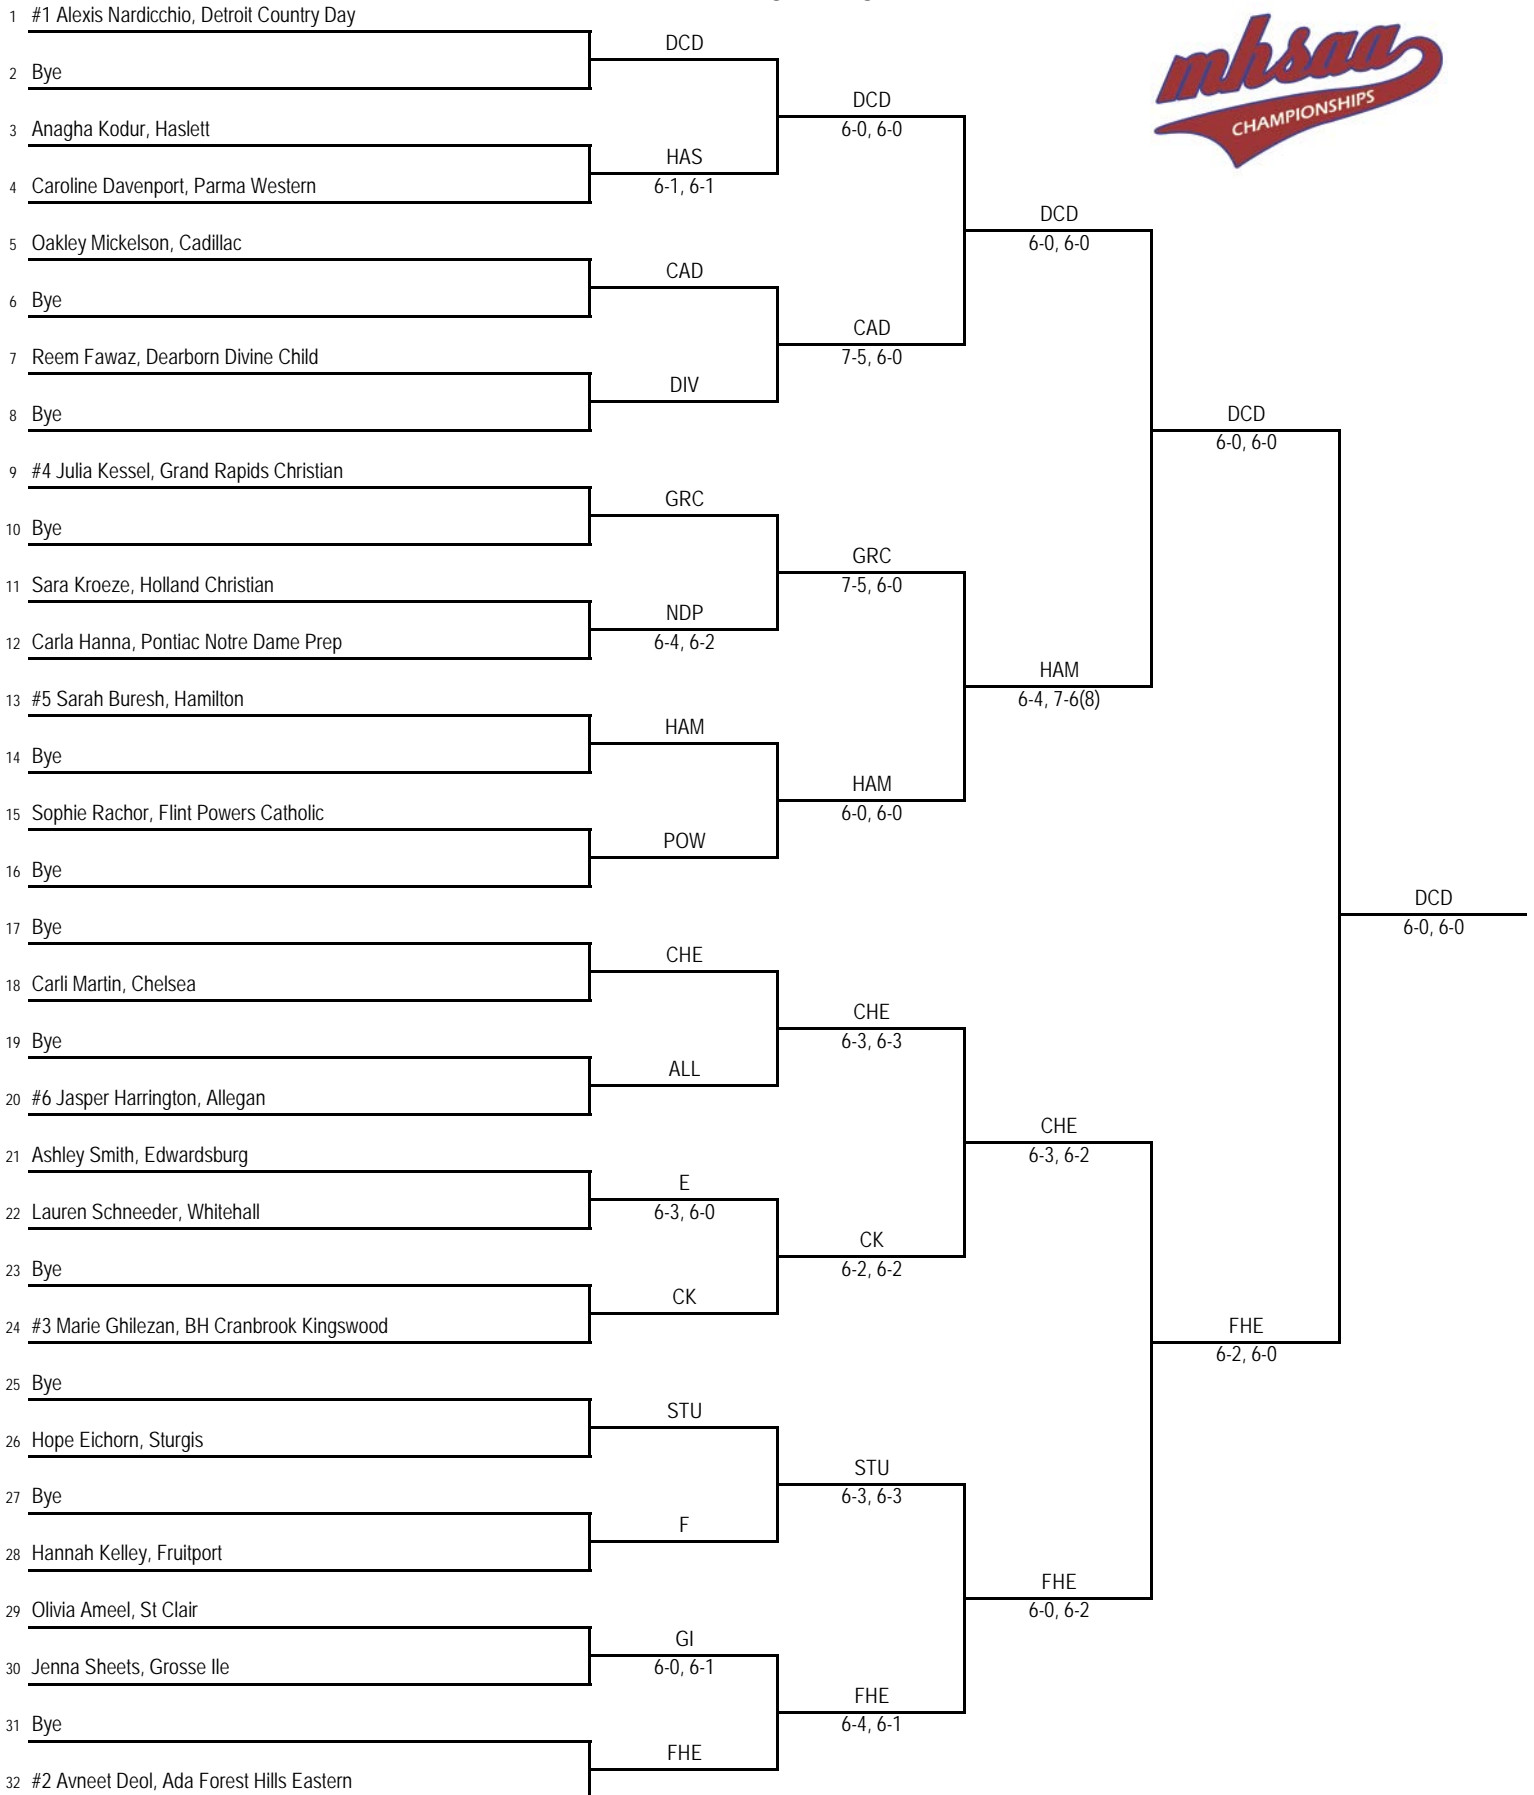 1 #1 Alexis Nardicchio, Detroit Country Day
2 Bye
3 Anagha Kodur, Haslett
4 Caroline Davenport, Parma Western
5 Oakley Mickelson, Cadillac
6 Bye
7 Reem Fawaz, Dearborn Divine Child
8 Bye
9 #4 Julia Kessel, Grand Rapids Christian
10 Bye
11 Sara Kroeze, Holland Christian
12 Carla Hanna, Pontiac Notre Dame Prep
13 #5 Sarah Buresh, Hamilton
14 Bye
15 Sophie Rachor, Flint Powers Catholic
16 Bye
17 Bye
18 Carli Martin, Chelsea
19 Bye
20 #6 Jasper Harrington, Allegan
21 Ashley Smith, Edwardsburg
22 Lauren Schneeder, Whitehall
23 Bye
24 #3 Marie Ghilezan, BH Cranbrook Kingswood
25 Bye
26 Hope Eichorn, Sturgis
27 Bye
28 Hannah Kelley, Fruitport
29 Olivia Ameel, St Clair
30 Jenna Sheets, Grosse Ile
31 Bye
32 #2 Avneet Deol, Ada Forest Hills Eastern
DCD
HAS
6-1, 6-1
CAD
DIV
GRC
NDP
6-4, 6-2
HAM
POW
CHE
ALL
E
6-3, 6-0
CK
STU
F
GI
6-0, 6-1
FHE
DCD
6-0, 6-0
CAD
7-5, 6-0
GRC
7-5, 6-0
HAM
6-0, 6-0
CHE
6-3, 6-3
CK
6-2, 6-2
STU
6-3, 6-3
FHE
6-4, 6-1
DCD
6-0, 6-0
HAM
6-4, 7-6(8)
CHE
6-3, 6-2
FHE
6-0, 6-2
DCD
6-0, 6-0
FHE
6-2, 6-0
DCD
6-0, 6-0
mhsaa
CHAMPIONSHIPS